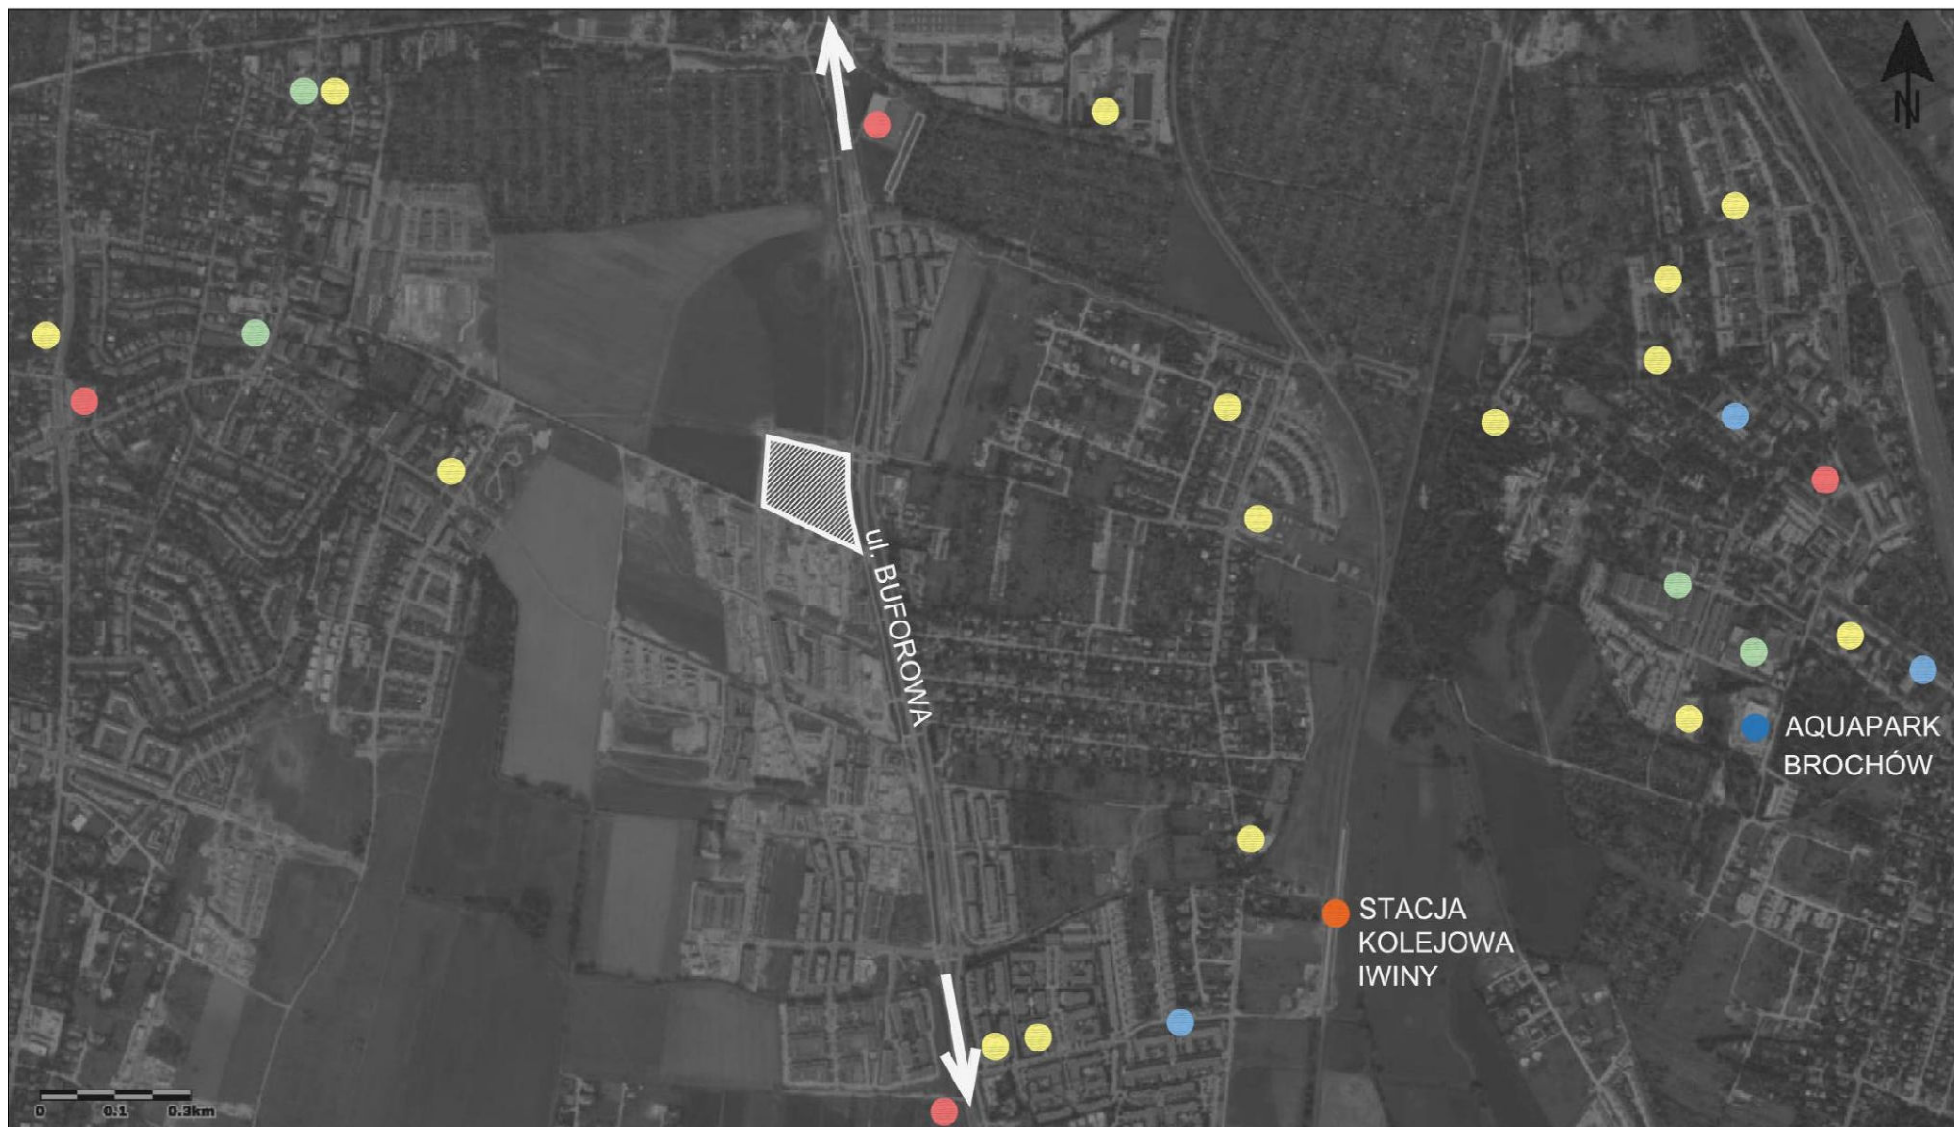 N
ul. BUFOROWA
AQUAPARK
BROCHÓW
STACJA
KOLEJOWA
IWINY
0 0.1 0.3km